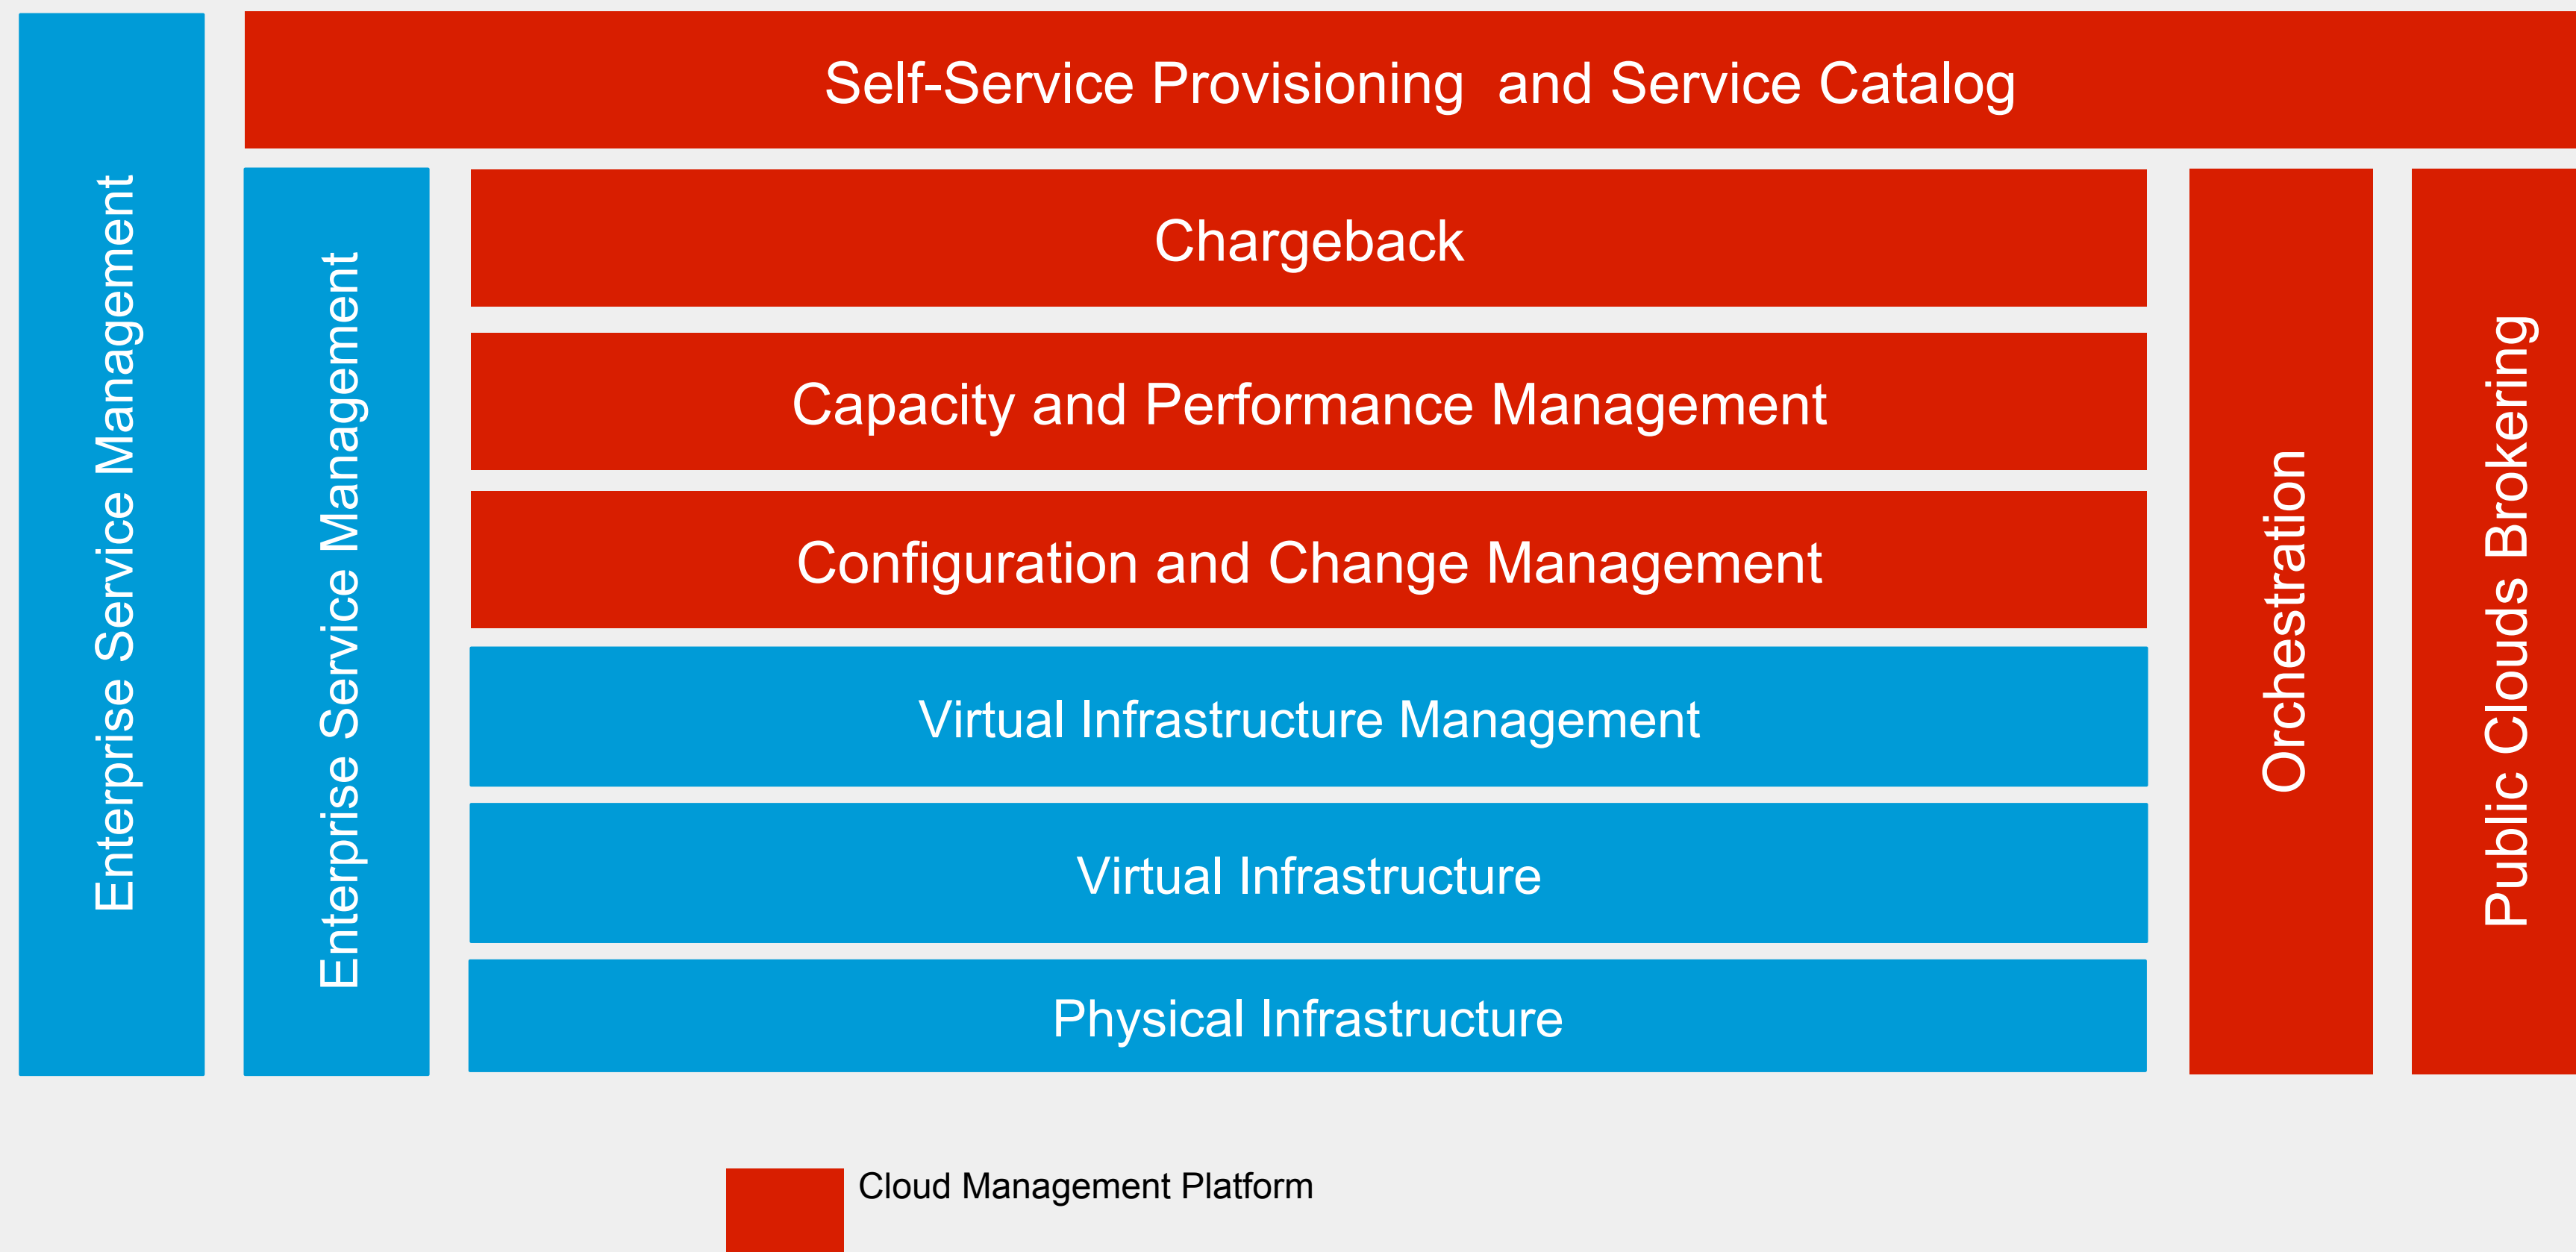 Enterprise Service Management
Self-Service Provisioning  and Service Catalog
Enterprise Service Management
Chargeback
Capacity and Performance Management
Configuration and Change Management
Virtual Infrastructure Management
Virtual Infrastructure
Physical Infrastructure
Orchestration
Public Clouds Brokering
Cloud Management Platform